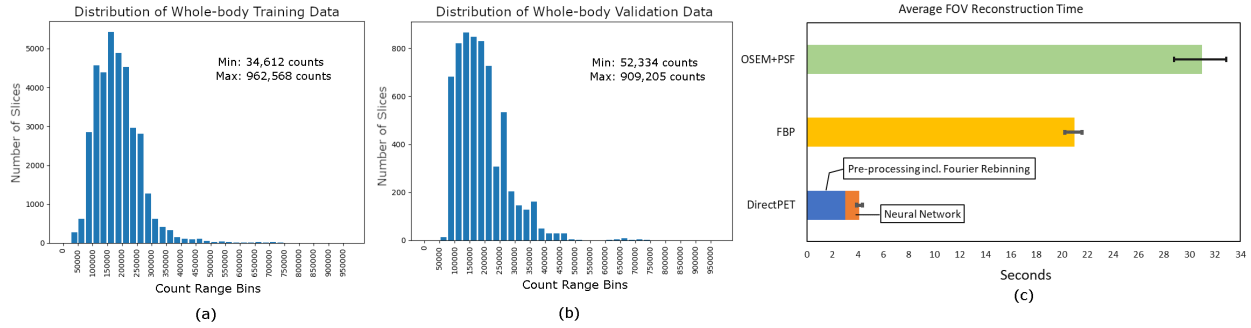 Distribution of Whole-body Training Data
Number of Slices
5000
4000
3000
2000
1000
0
Min: 34,612 counts
Max: 962,568 counts
0 50000 100000 150000 200000 250000 300000 350000 400000 450000 500000 550000 600000 650000 700000 750000 800000 850000 900000 950000
Count Range Bins
(a)
Distribution of Whole-body Validation Data
Number of Slices
800
600
400
200
0
Min: 52,334 counts
Max: 909,205 counts
0 50000 100000 150000 200000 250000 300000 350000 400000 450000 500000 550000 600000 650000 700000 750000 800000 850000 900000 950000
Count Range Bins
(b)
Average FOV Reconstruction Time
OSEM+PSF
FBP
Pre-processing incl. Fourier Rebinning
DirectPET
Neural Network
0 2 4 6 8 10 12 14 16 18 20 22 24 26 28 30 32 34
Seconds
(c)